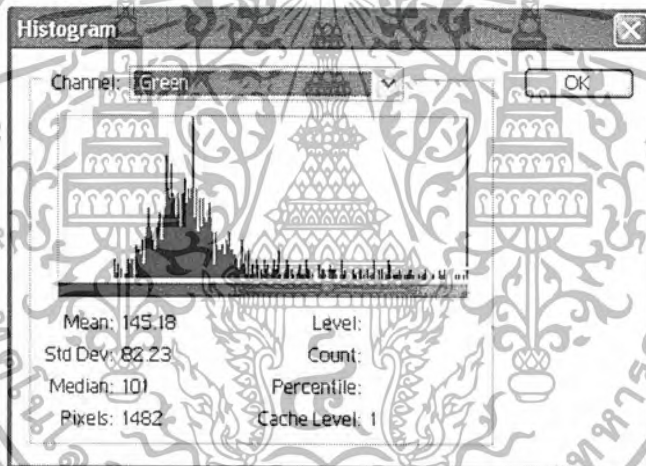 Histogram
Channel: Green
OK
Mean: 145.18 Level:
Std Dev: 82.23 Count:
Median: 101 Percentile:
Pixels: 1482 Cache Level: 1